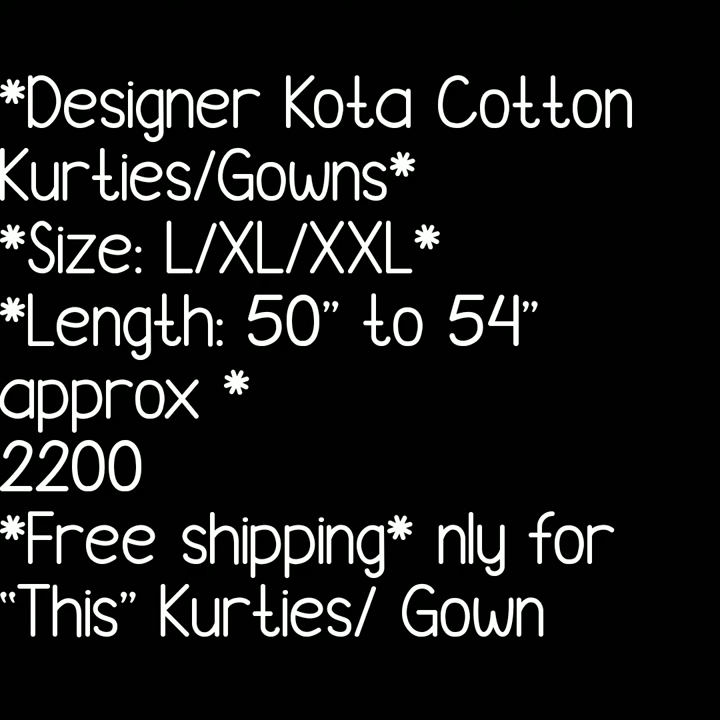 *Designer Kota Cotton
Kurties/Gowns*
*Size: L/XL/XXL*
*Length: 50” to 54”
approx *
2200
*Free shipping* nly for
“This” Kurties/ Gown